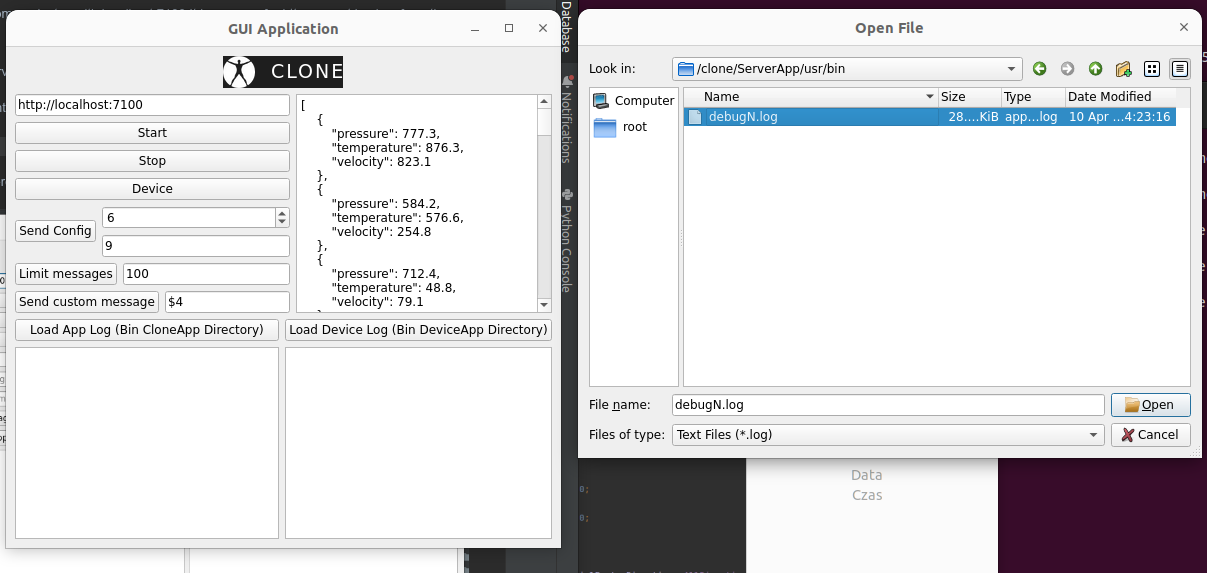 GUI Application
CLONE
http://localhost:7100
Start
Stop
Device
Send Config
6
9
Limit messages
100
Send custom message
$4
[
{
"pressure": 777.3,
"temperature": 876.3,
"velocity": 823.1
},
{
"pressure": 584.2,
"temperature": 576.6,
"velocity": 254.8
},
{
"pressure": 712.4,
"temperature": 48.8,
"velocity": 79.1
Load App Log (Bin CloneApp Directory)
Load Device Log (Bin DeviceApp Directory)
Database
Notifications
Python Console
Open File
Look in:
/clone/ServerApp/usr/bin
Computer
root
Name Size Type Date Modified
debugN.log 28....KiB app...log 10 Apr ...4:23:16
File name:
debugN.log
Open
Files of type:
Text Files (*.log)
Cancel
Data
Czas